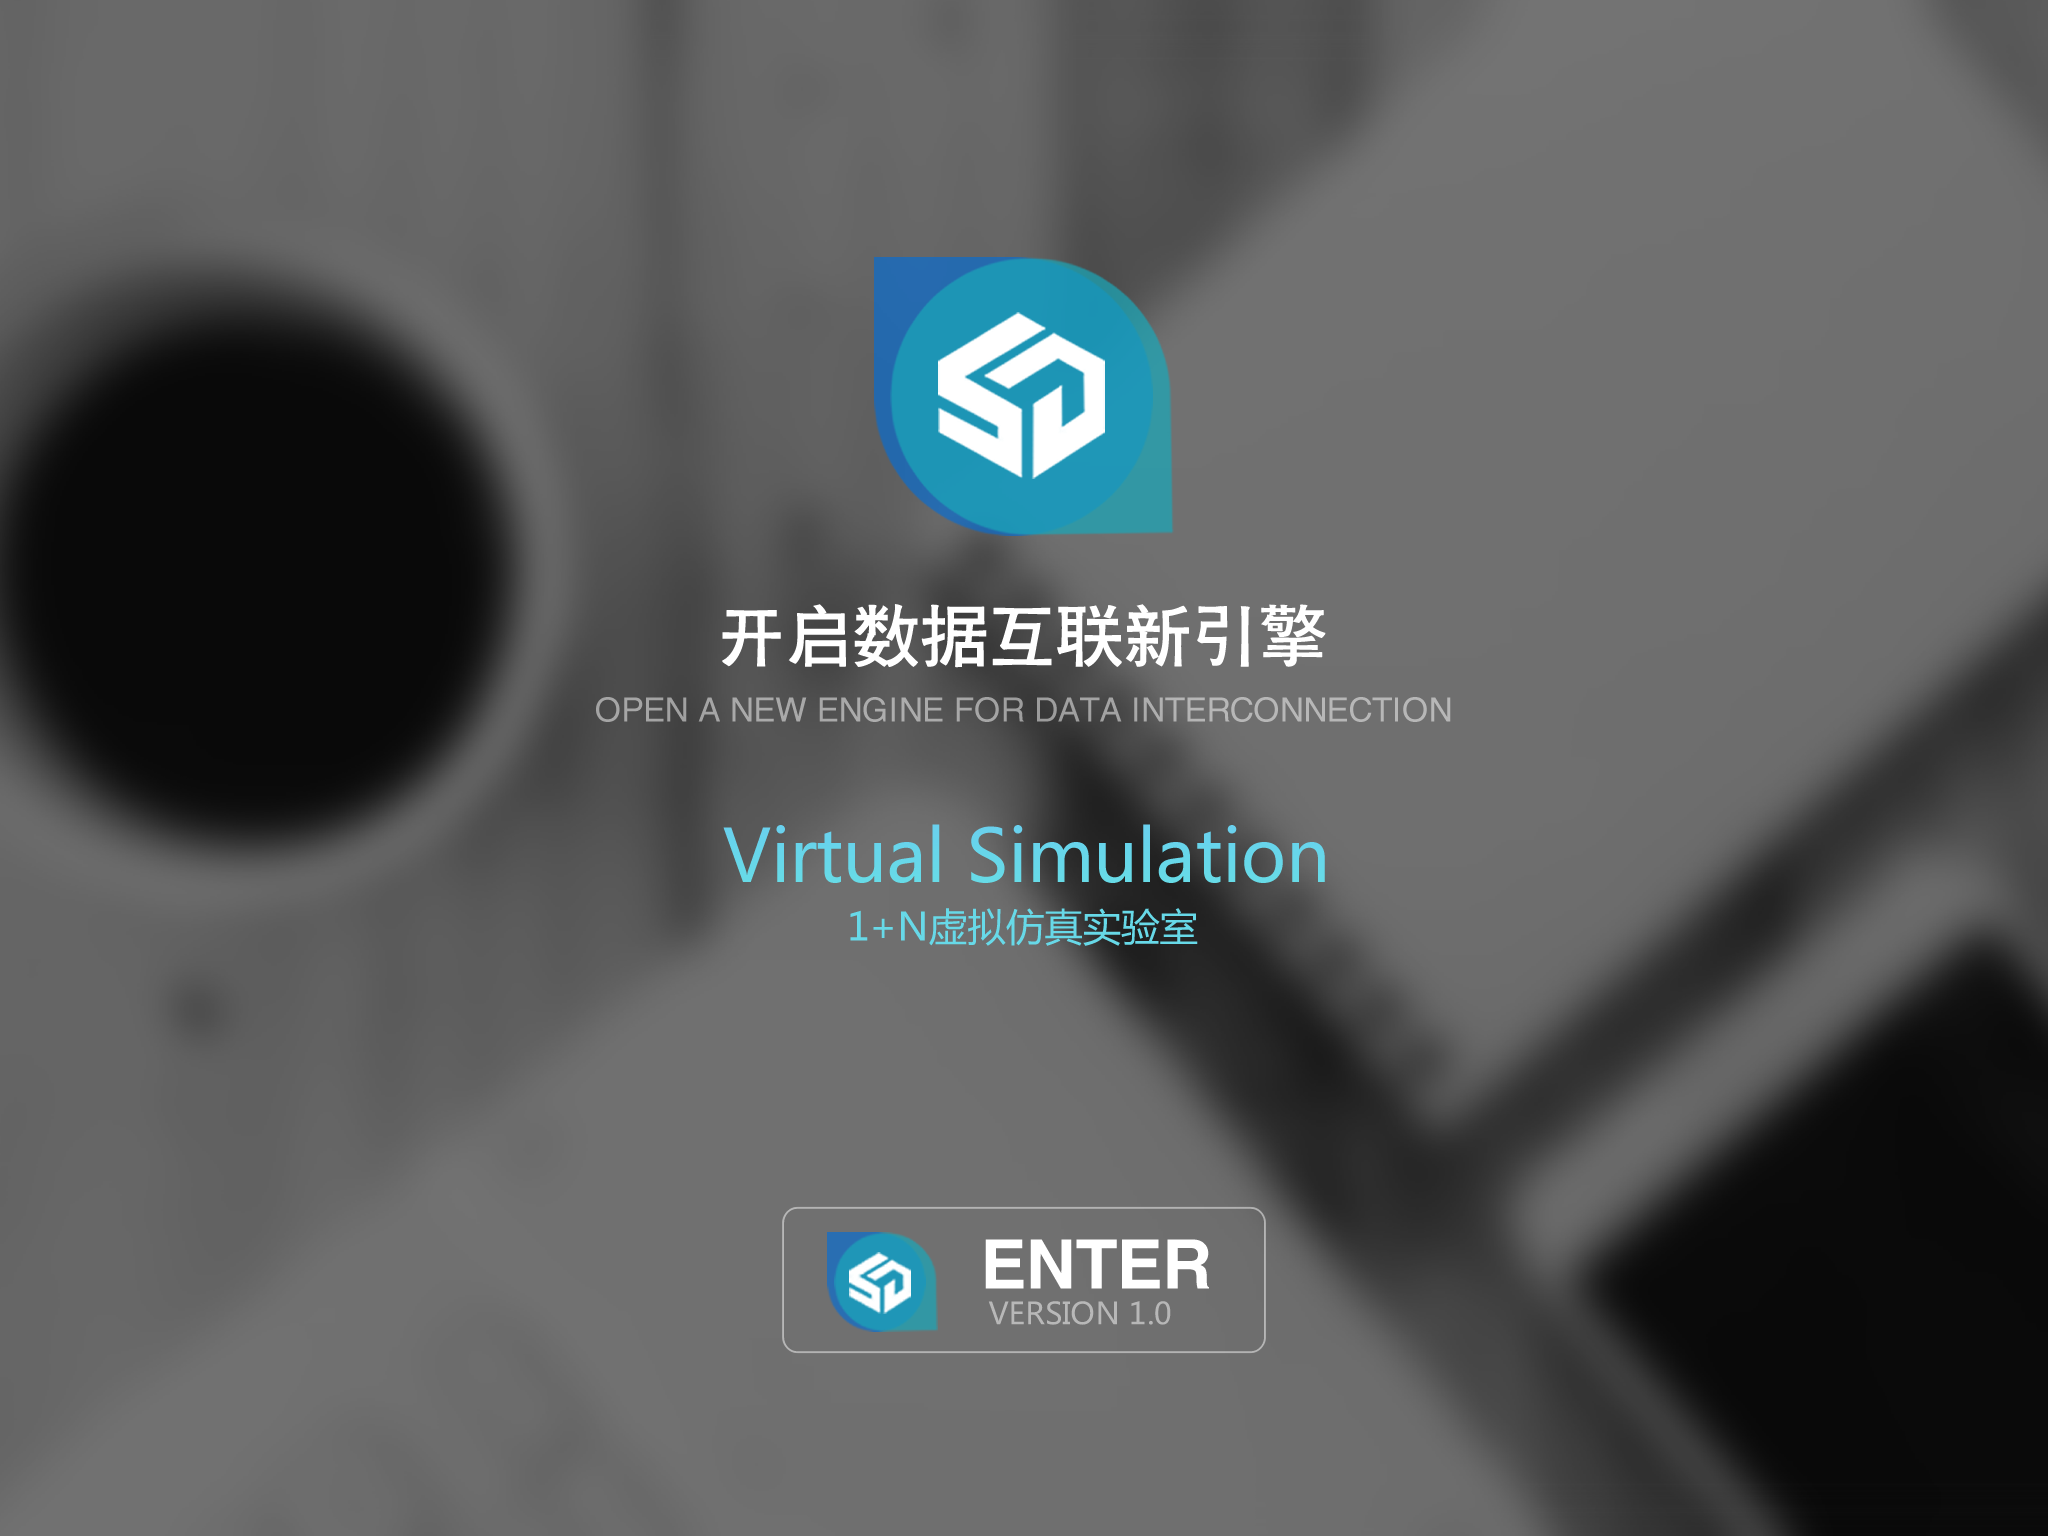 开启数据互联新引擎
OPEN A NEW ENGINE FOR DATA INTERCONNECTION
Virtual Simulation
1+N虚拟仿真实验室
ENTER
VERSION 1.0